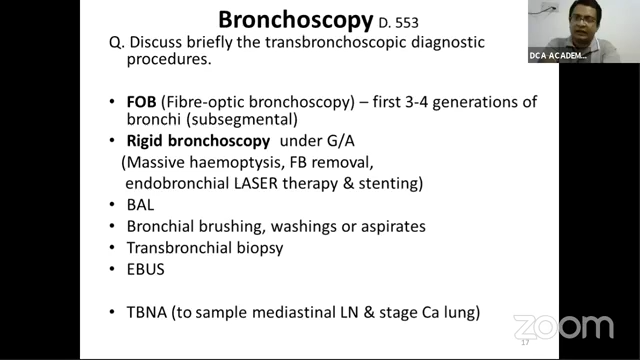 Bronchoscopy D. 553
Q. Discuss briefly the transbronchoscopic diagnostic
procedures.
• FOB (Fibre-optic bronchoscopy) – first 3-4 generations of
bronchi (subsegmental)
• Rigid bronchoscopy under G/A
(Massive haemoptysis, FB removal,
endobronchial LASER therapy & stenting)
• BAL
• Bronchial brushing, washings or aspirates
• Transbronchial biopsy
• EBUS
• TBNA (to sample mediastinal LN & stage Ca lung)
DCA ACADEM...
zoom
17